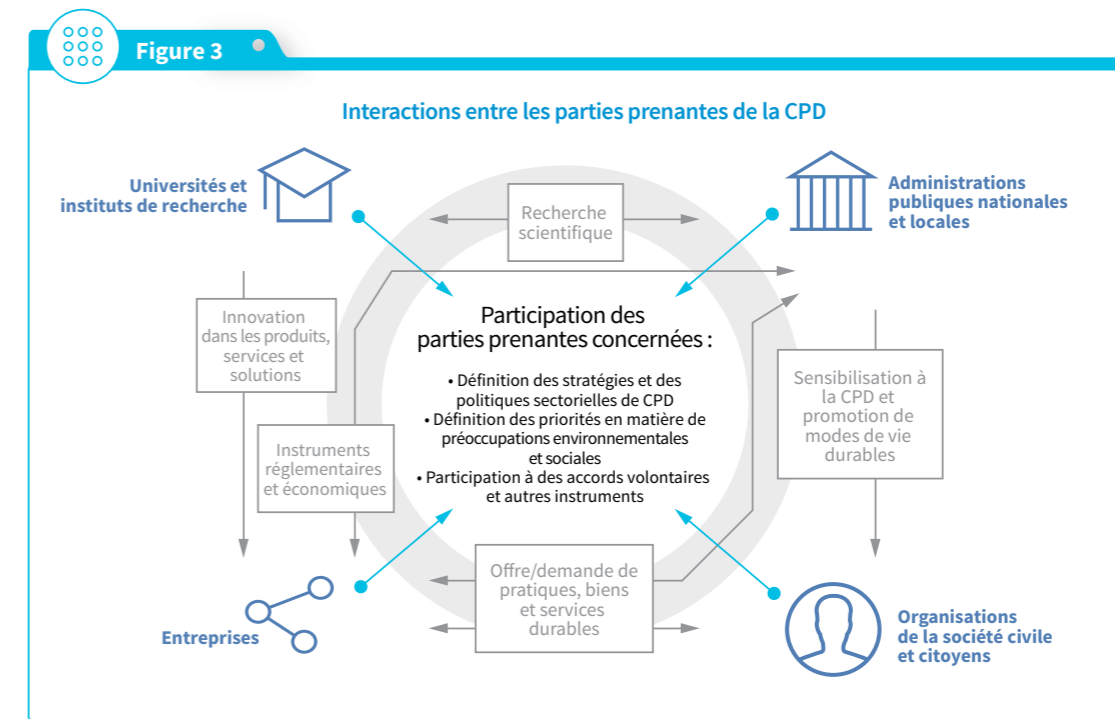 Figure 3
Interactions entre les parties prenantes de la CPD
Universités et
instituts de recherche
Administrations
publiques nationales
et locales
Recherche
scientifique
Innovation
dans les produits,
services et
solutions
Participation des
parties prenantes concernées :
• Définition des stratégies et des
politiques sectorielles de CPD
• Définition des priorités en matière de
préoccupations environnementales
et sociales
• Participation à des accords volontaires
et autres instruments
Sensibilisation à
la CPD et
promotion de
modes de vie
durables
Instruments
réglementaires
et économiques
Offre/demande de
pratiques, biens
et services
durables
Entreprises
Organisations
de la société civile
et citoyens